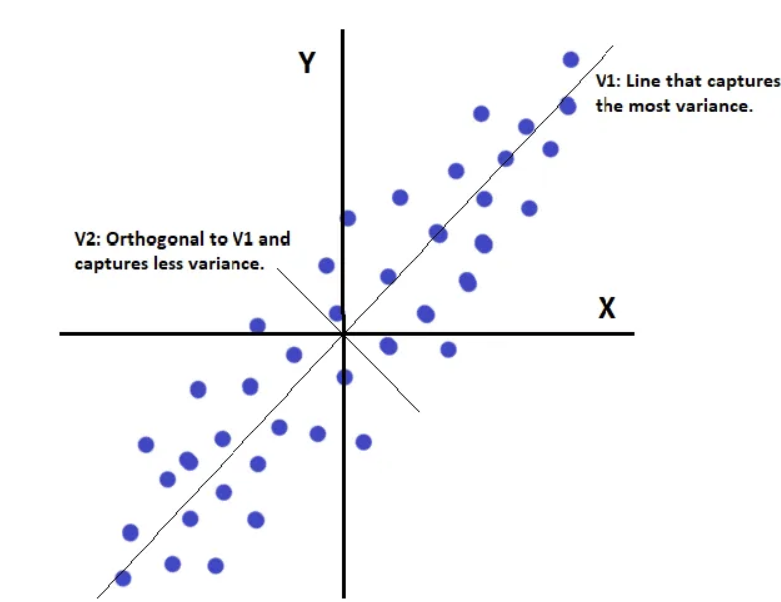 Y
V1: Line that captures
the most variance.
V2: Orthogonal to V1 and
captures less variance.
X